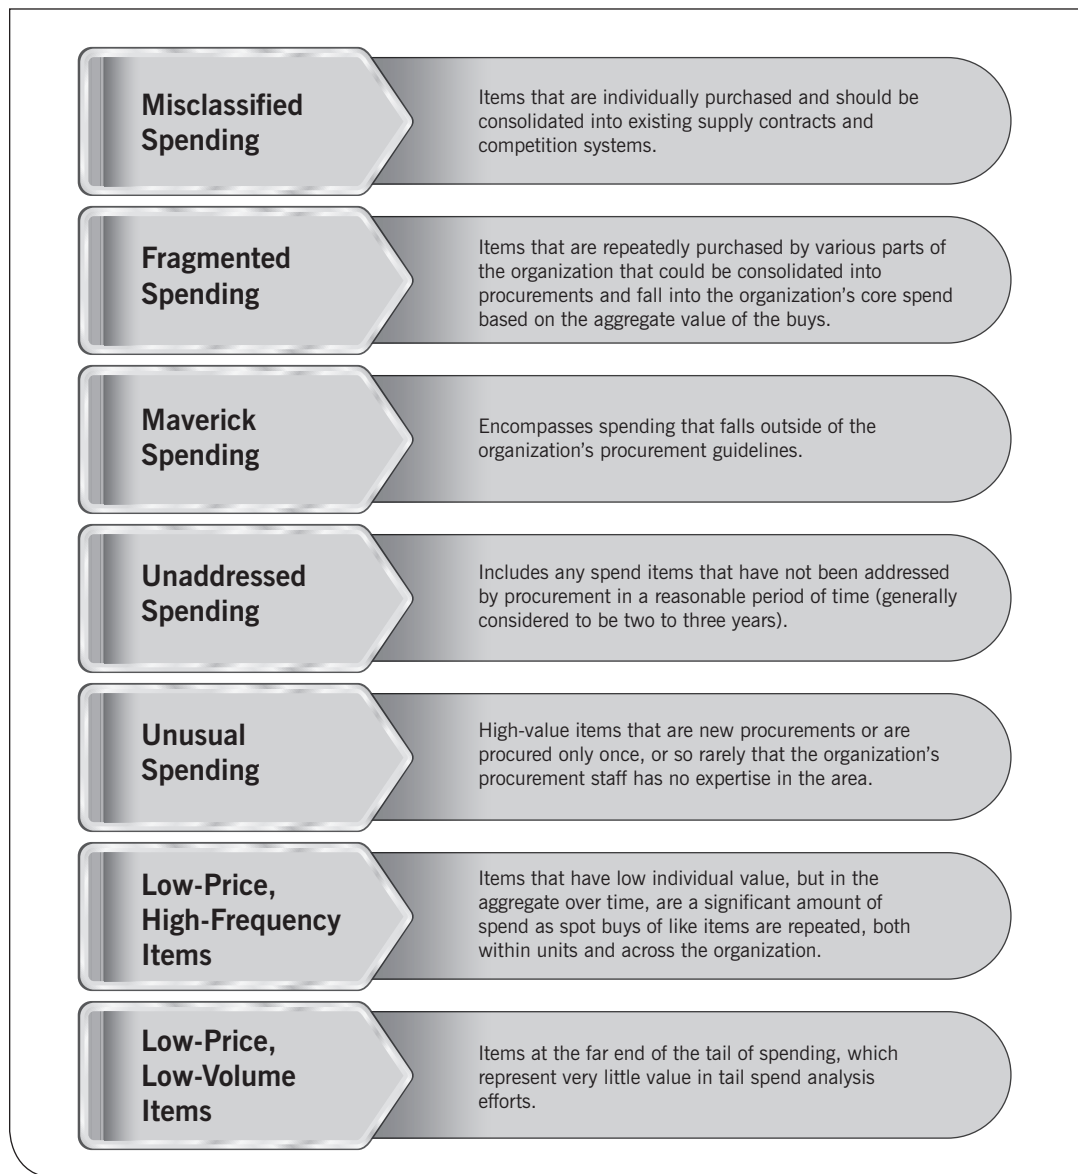 Misclassified
Spending
Items that are individually purchased and should be
consolidated into existing supply contracts and
competition systems.
Fragmented
Spending
Items that are repeatedly purchased by various parts of
the organization that could be consolidated into
procurements and fall into the organization’s core spend
based on the aggregate value of the buys.
Maverick
Spending
Encompasses spending that falls outside of the
organization’s procurement guidelines.
Unaddressed
Spending
Includes any spend items that have not been addressed
by procurement in a reasonable period of time (generally
considered to be two to three years).
Unusual
Spending
High-value items that are new procurements or are
procured only once, or so rarely that the organization’s
procurement staff has no expertise in the area.
Low-Price,
High-Frequency
Items
Items that have low individual value, but in the
aggregate over time, are a significant amount of
spend as spot buys of like items are repeated, both
within units and across the organization.
Low-Price,
Low-Volume
Items
Items at the far end of the tail of spending, which
represent very little value in tail spend analysis
efforts.